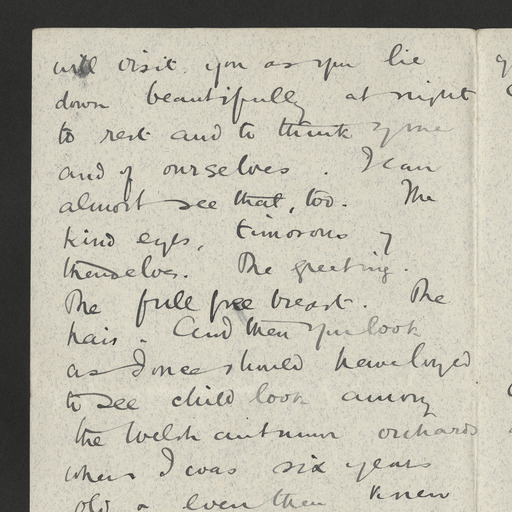 will visit you as you lie
down beautifully at night
to rest and to think of me
and of ourselves. I can
almost see that, too. The
kind eyes, timorous of
themselves. The greeting.
The full free breast. The
hair. And then you look
as I once should have loved
to see child look among
the Welsh autumn orchards
when I was six years
old & even then knew